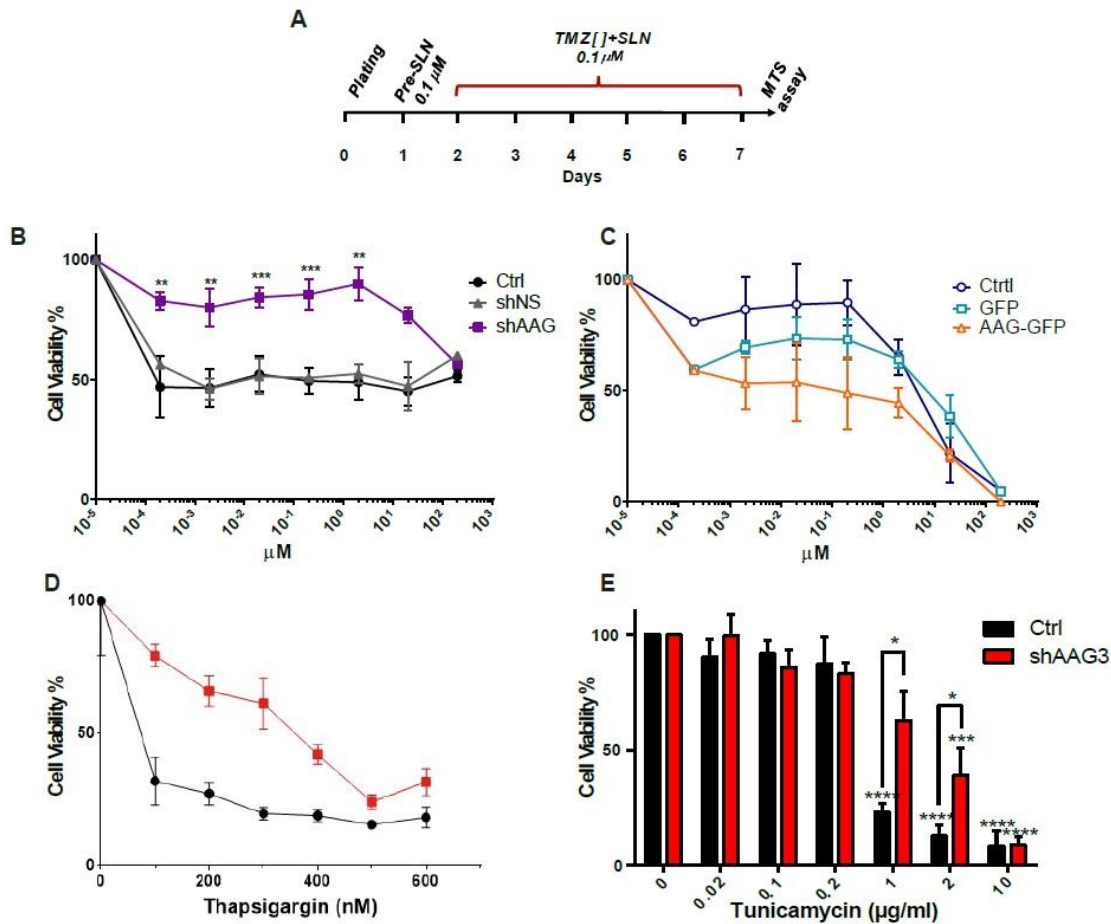 A
Plating
Pre-SLN
0.1 μM
TMZ[ ]+SLN
0.1μM
MTS
assay
0 1 2 3 4 5 6 7
Days
B
Cell Viability %
100
50
0
** ** *** *** **
Ctrl
shNS
shAAG
10-5 10-4 10-3 10-2 10-1 100 101 102 103
μM
C
Cell Viability %
100
50
0
Ctrtl
GFP
AAG-GFP
10-5 10-4 10-3 10-2 10-1 100 101 102 103
μM
D
Cell Viability %
100
50
0
0 200 400 600
Thapsigargin (nM)
E
Cell Viability %
100
50
0
Ctrl
shAAG3
*
*
***
**** **** **** ****
0 0.02 0.1 0.2 1 2 10
Tunicamycin (μg/ml)